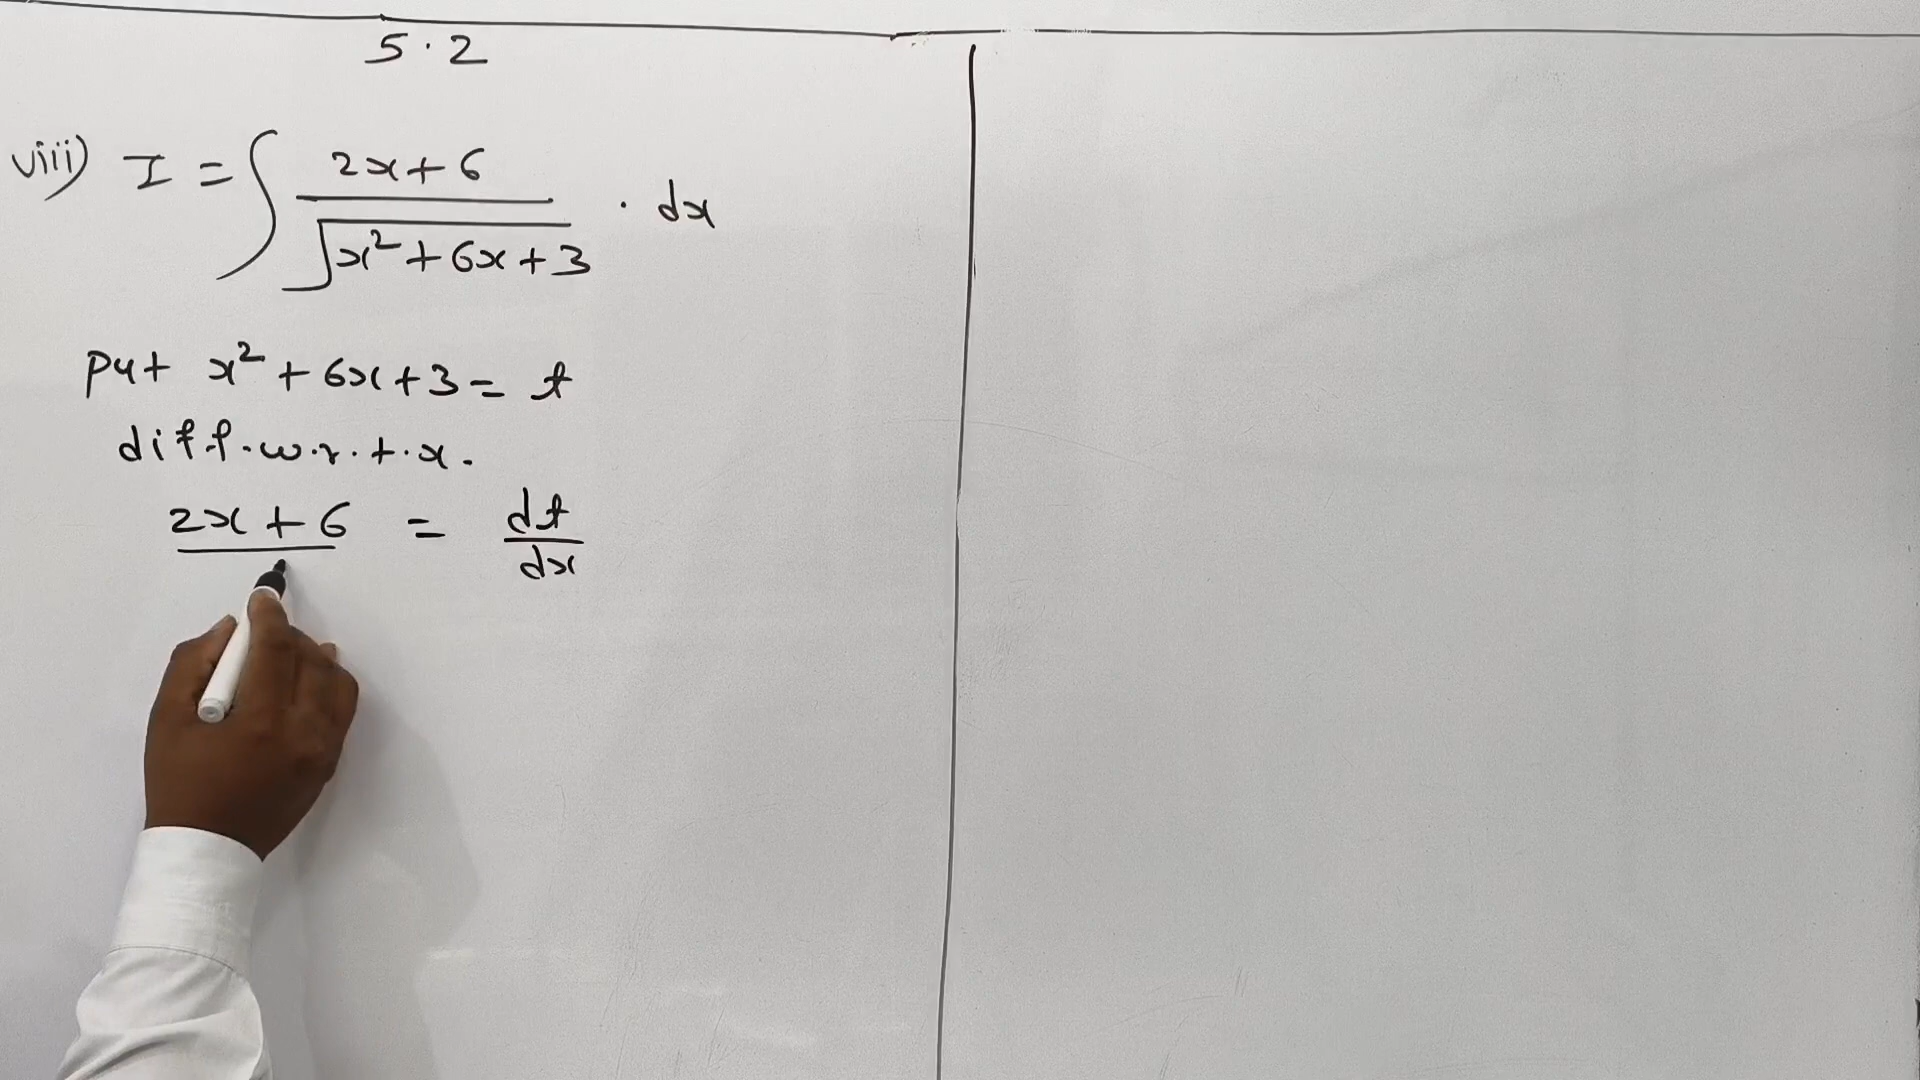 5.2
viii) I = ∫ (2x+6)/√(x²+6x+3) · dx
put x²+6x+3 = t
diff.w.r.t.x.
2x+6 = dt/dx